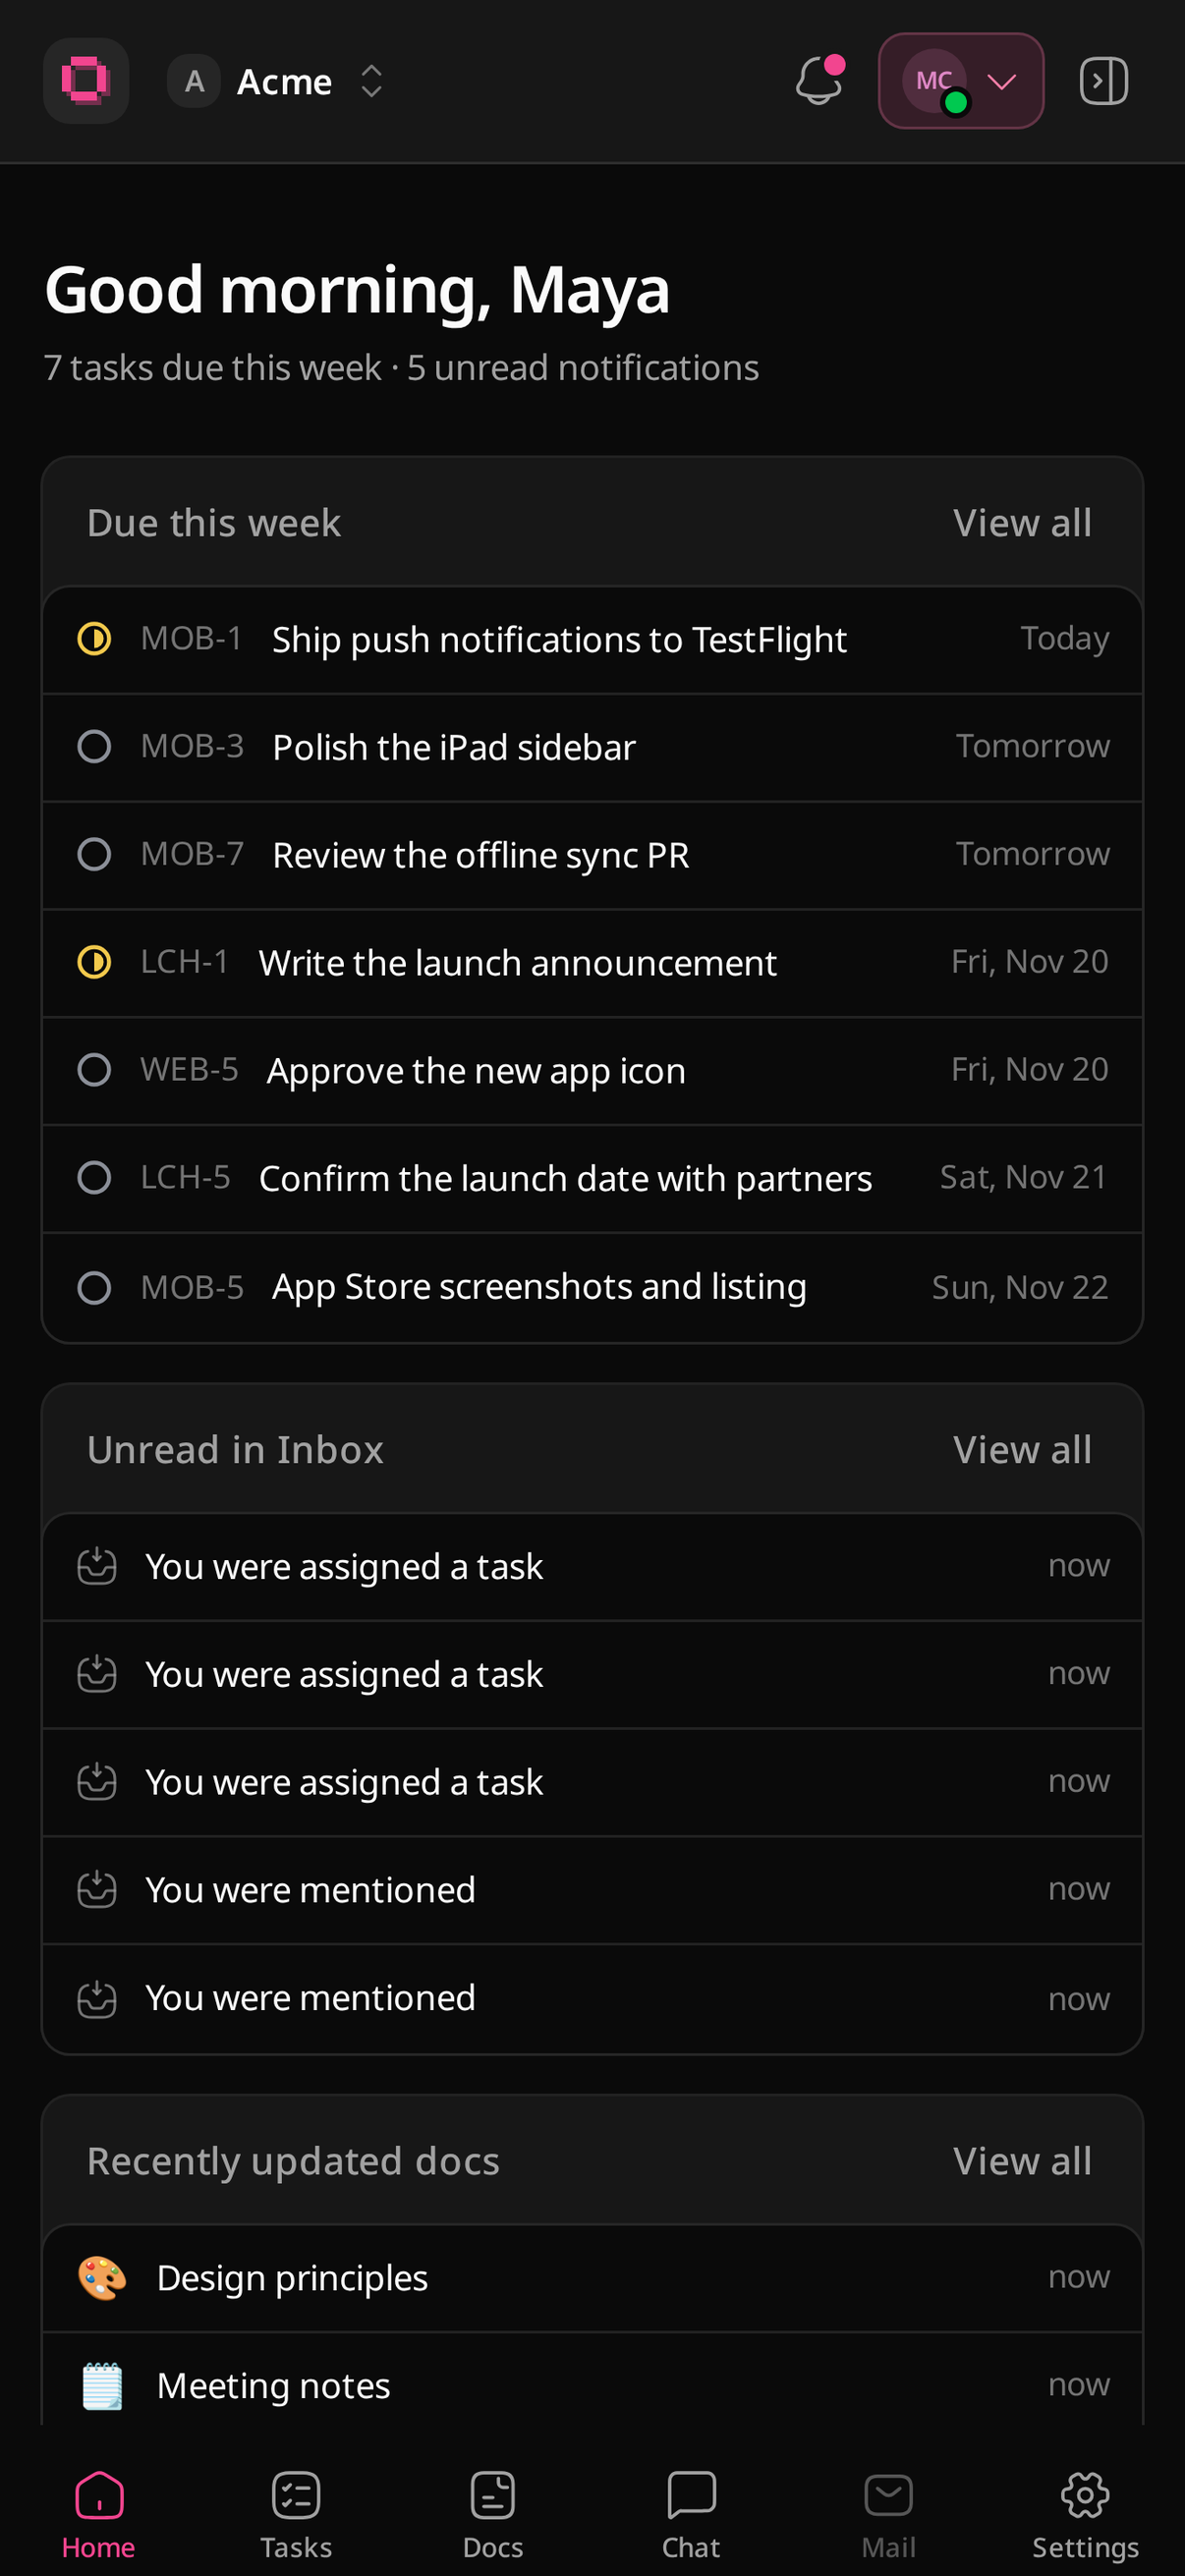 A Acme
MC
Good morning, Maya
7 tasks due this week · 5 unread notifications
Due this week View all
MOB-1 Ship push notifications to TestFlight Today
MOB-3 Polish the iPad sidebar Tomorrow
MOB-7 Review the offline sync PR Tomorrow
LCH-1 Write the launch announcement Fri, Nov 20
WEB-5 Approve the new app icon Fri, Nov 20
LCH-5 Confirm the launch date with partners Sat, Nov 21
MOB-5 App Store screenshots and listing Sun, Nov 22
Unread in Inbox View all
You were assigned a task now
You were assigned a task now
You were assigned a task now
You were mentioned now
You were mentioned now
Recently updated docs View all
Design principles now
Meeting notes now
Home Tasks Docs Chat Mail Settings